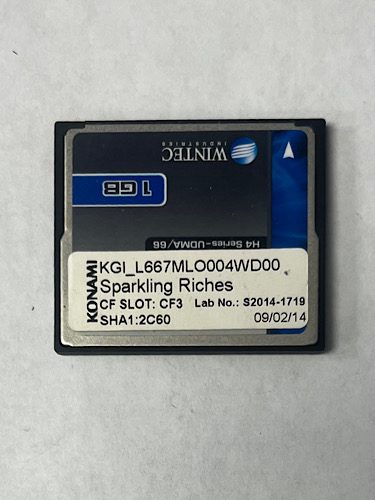 WINTEC
INDUSTRIES
1 GB
H4 Series-UDMA/66
KONAMI
KGI_L667MLO004WD00
Sparkling Riches
CF SLOT: CF3 Lab No.: S2014-1719
SHA1:2C60 09/02/14